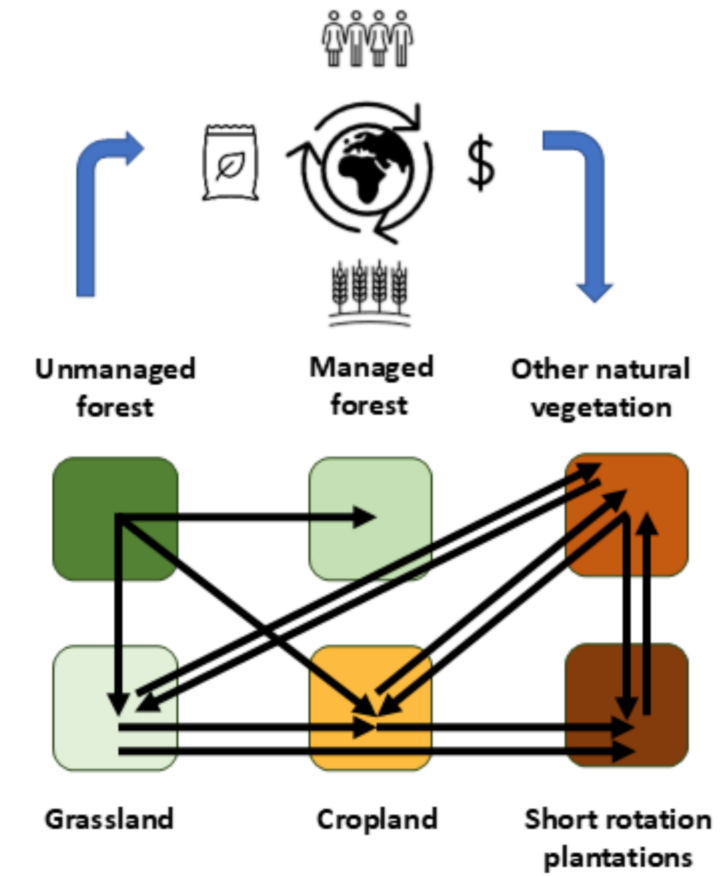 $
Unmanaged
forest
Managed
forest
Other natural
vegetation
Grassland
Cropland
Short rotation
plantations